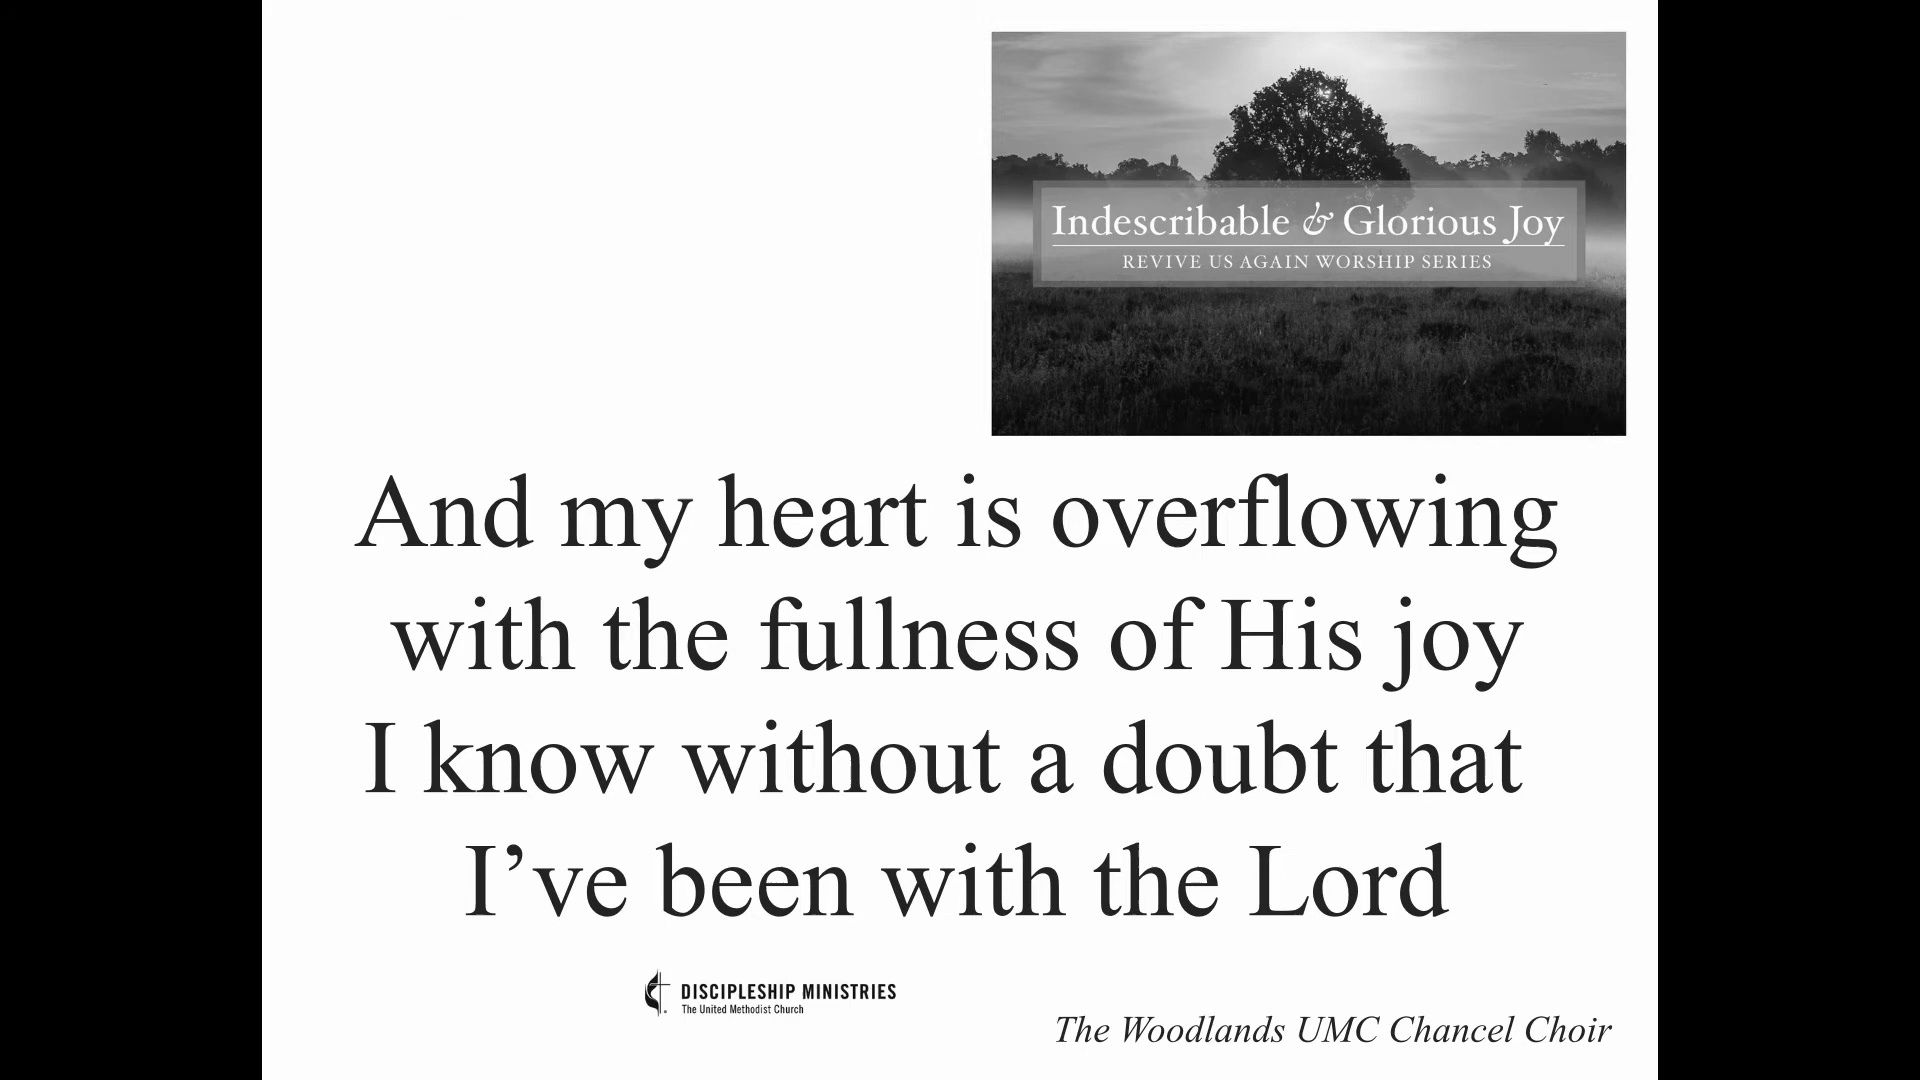 Indescribable & Glorious Joy
REVIVE US AGAIN WORSHIP SERIES
And my heart is overflowing
with the fullness of His joy
I know without a doubt that
I’ve been with the Lord
DISCIPLESHIP MINISTRIES
The United Methodist Church
The Woodlands UMC Chancel Choir